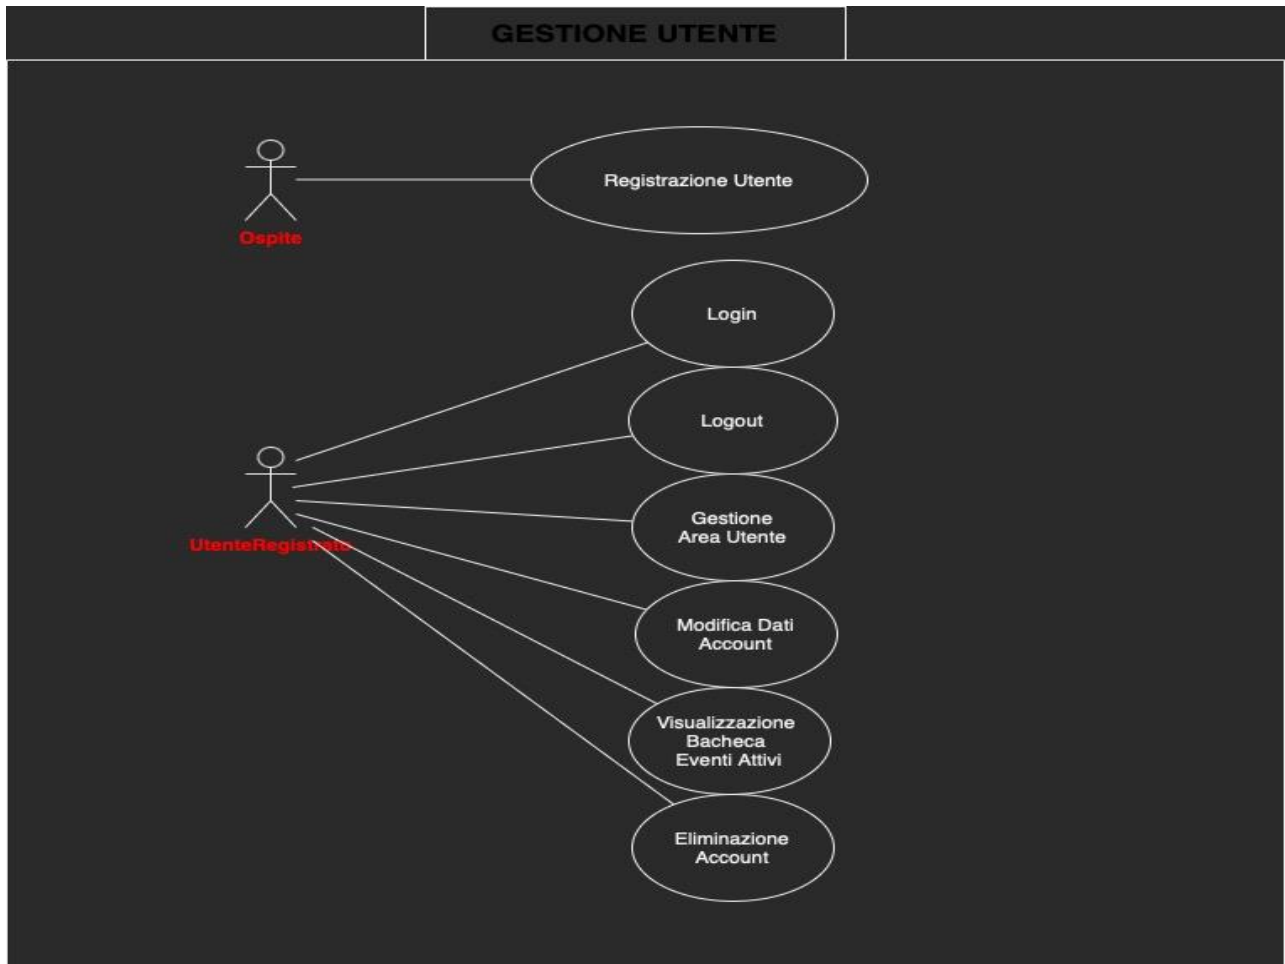 GESTIONE UTENTE
Registrazione Utente
Ospite
Login
Logout
UtenteRegistrato
Gestione
Area Utente
Modifica Dati
Account
Visualizzazione
Bacheca
Eventi Attivi
Eliminazione
Account